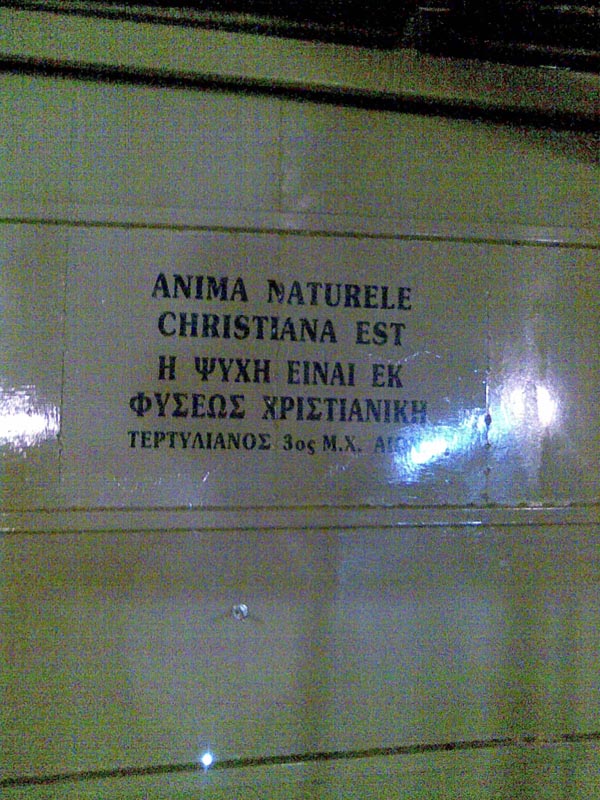 ANIMA NATURELE
CHRISTIANA EST
Η ΨΥΧΗ ΕΙΝΑΙ ΕΚ
ΦΥΣΕΩΣ ΧΡΙΣΤΙΑΝΙΚΗ
ΤΕΡΤΥΛΙΑΝΟΣ 3ος Μ.Χ.